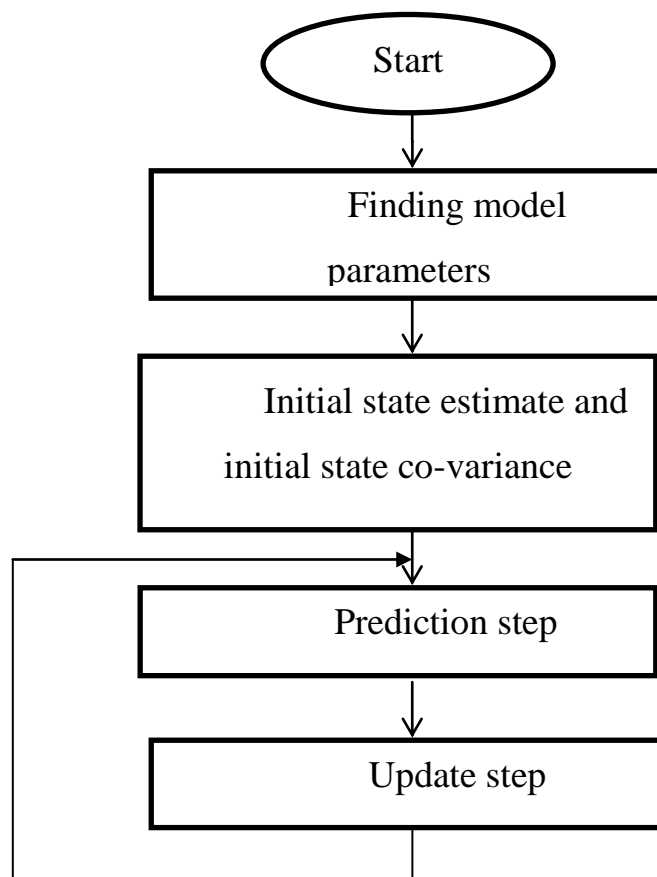 Start
Finding model
parameters
Initial state estimate and
initial state co-variance
Prediction step
Update step